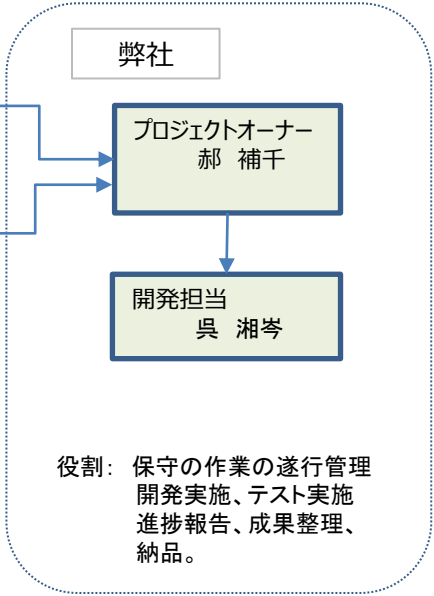 弊社
プロジェクトオーナー
郝 補千
開発担当
呉 湘岑
役割: 保守の作業の遂行管理
開発実施、テスト実施
進捗報告、成果整理、
納品。